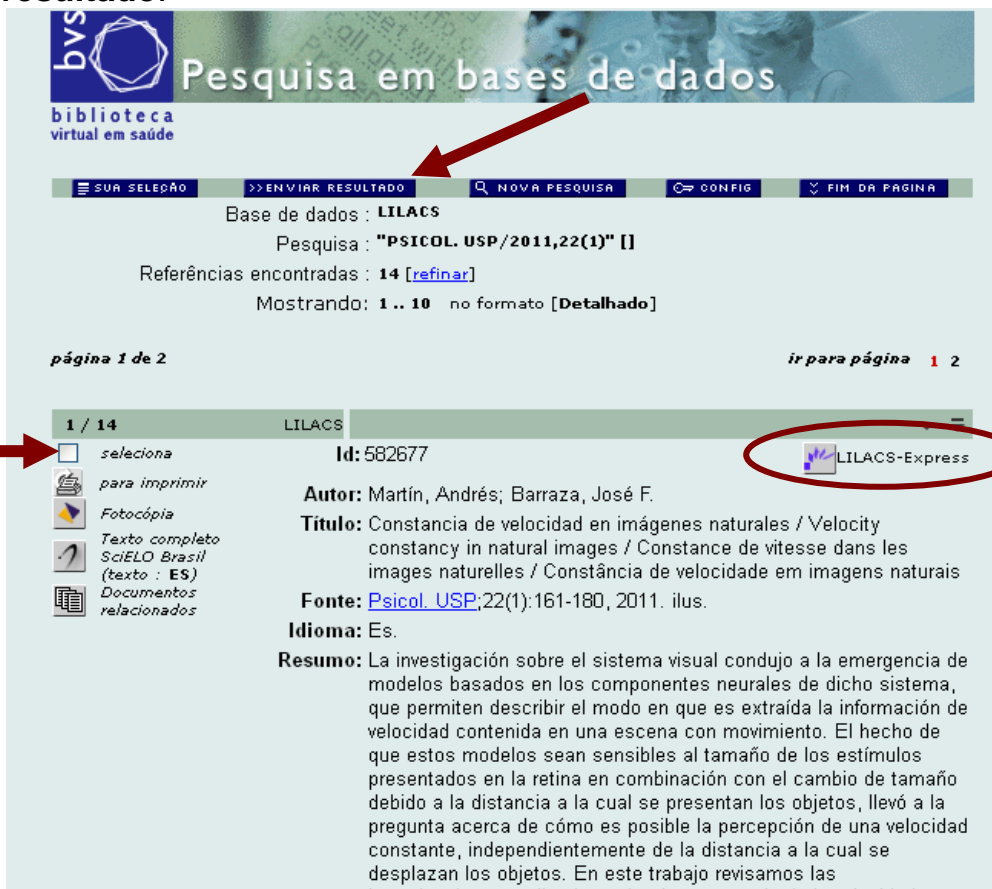 resultado.
bvs
Pesquisa em bases de dados
biblioteca
virtual em saúde
SUA SELEÇÃO >>ENVIAR RESULTADO NOVA PESQUISA CONFIG FIM DA PAGINA
Base de dados : LILACS
Pesquisa : "PSICOL. USP/2011,22(1)" []
Referências encontradas : 14 [refinar]
Mostrando: 1 .. 10 no formato [Detalhado]
página 1 de 2 ir para página 1 2
1 / 14 LILACS
seleciona
para imprimir
Fotocópia
Texto completo
SciELO Brasil
(texto : ES)
Documentos
relacionados
Id: 582677
LILACS-Express
Autor: Martín, Andrés; Barraza, José F.
Título: Constancia de velocidad en imágenes naturales / Velocity
constancy in natural images / Constance de vitesse dans les
images naturelles / Constância de velocidade em imagens naturais
Fonte: Psicol. USP;22(1):161-180, 2011. ilus.
Idioma: Es.
Resumo: La investigación sobre el sistema visual condujo a la emergencia de
modelos basados en los componentes neurales de dicho sistema,
que permiten describir el modo en que es extraída la información de
velocidad contenida en una escena con movimiento. El hecho de
que estos modelos sean sensibles al tamaño de los estímulos
presentados en la retina en combinación con el cambio de tamaño
debido a la distancia a la cual se presentan los objetos, llevó a la
pregunta acerca de cómo es posible la percepción de una velocidad
constante, independientemente de la distancia a la cual se
desplazan los objetos. En este trabajo revisamos las